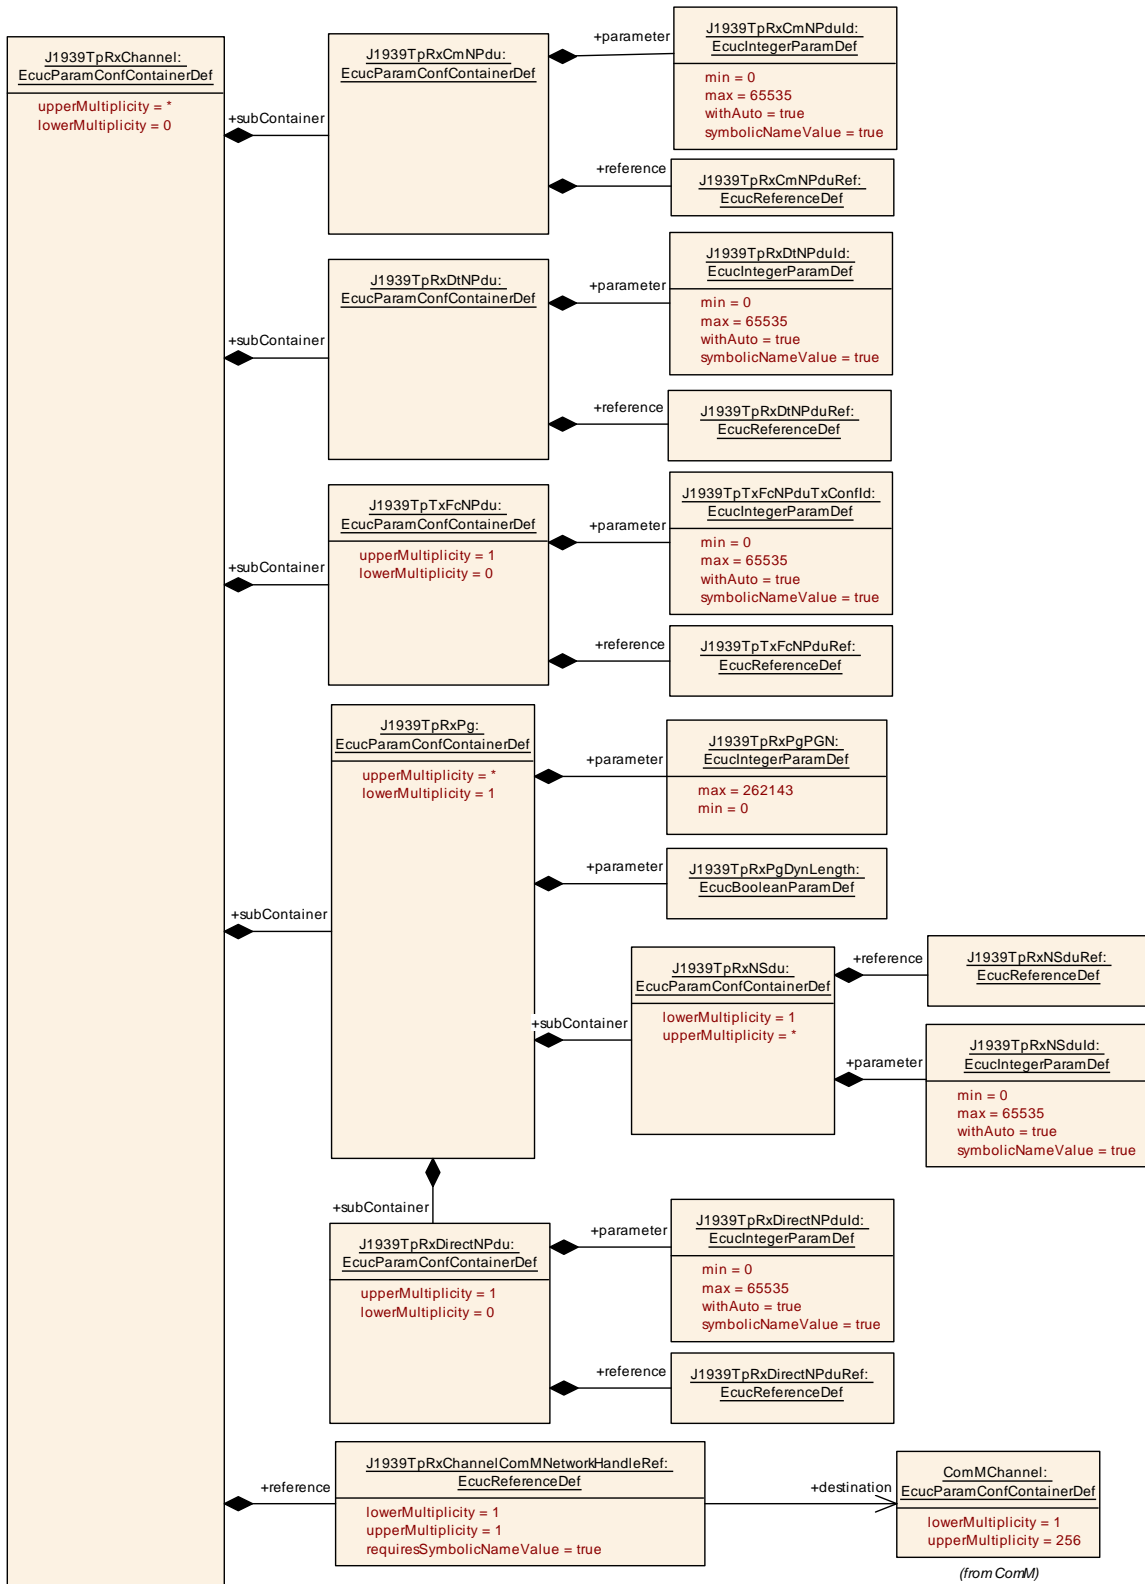 J1939TpRxChannel:
EcucParamConfContainerDef
upperMultiplicity = *
lowerMultiplicity = 0
+subContainer
J1939TpRxCmNPdu:
EcucParamConfContainerDef
+parameter
J1939TpRxCmNPduId:
EcucIntegerParamDef
min = 0
max = 65535
withAuto = true
symbolicNameValue = true
+reference
J1939TpRxCmNPduRef:
EcucReferenceDef
+subContainer
J1939TpRxDtNPdu:
EcucParamConfContainerDef
+parameter
J1939TpRxDtNPduId:
EcucIntegerParamDef
min = 0
max = 65535
withAuto = true
symbolicNameValue = true
+reference
J1939TpRxDtNPduRef:
EcucReferenceDef
+subContainer
J1939TpTxFcNPdu:
EcucParamConfContainerDef
upperMultiplicity = 1
lowerMultiplicity = 0
+parameter
J1939TpTxFcNPduTxConfId:
EcucIntegerParamDef
min = 0
max = 65535
withAuto = true
symbolicNameValue = true
+reference
J1939TpTxFcNPduRef:
EcucReferenceDef
+subContainer
J1939TpRxPg:
EcucParamConfContainerDef
upperMultiplicity = *
lowerMultiplicity = 1
+parameter
J1939TpRxPgPGN:
EcucIntegerParamDef
max = 262143
min = 0
+parameter
J1939TpRxPgDynLength:
EcucBooleanParamDef
+subContainer
J1939TpRxNSdu:
EcucParamConfContainerDef
lowerMultiplicity = 1
upperMultiplicity = *
+reference
J1939TpRxNSduRef:
EcucReferenceDef
+parameter
J1939TpRxNSduId:
EcucIntegerParamDef
min = 0
max = 65535
withAuto = true
symbolicNameValue = true
+subContainer
J1939TpRxDirectNPdu:
EcucParamConfContainerDef
upperMultiplicity = 1
lowerMultiplicity = 0
+parameter
J1939TpRxDirectNPduId:
EcucIntegerParamDef
min = 0
max = 65535
withAuto = true
symbolicNameValue = true
+reference
J1939TpRxDirectNPduRef:
EcucReferenceDef
+reference
J1939TpRxChannelComMNetworkHandleRef:
EcucReferenceDef
lowerMultiplicity = 1
upperMultiplicity = 1
requiresSymbolicNameValue = true
+destination
ComMChannel:
EcucParamConfContainerDef
lowerMultiplicity = 1
upperMultiplicity = 256
(from ComM)